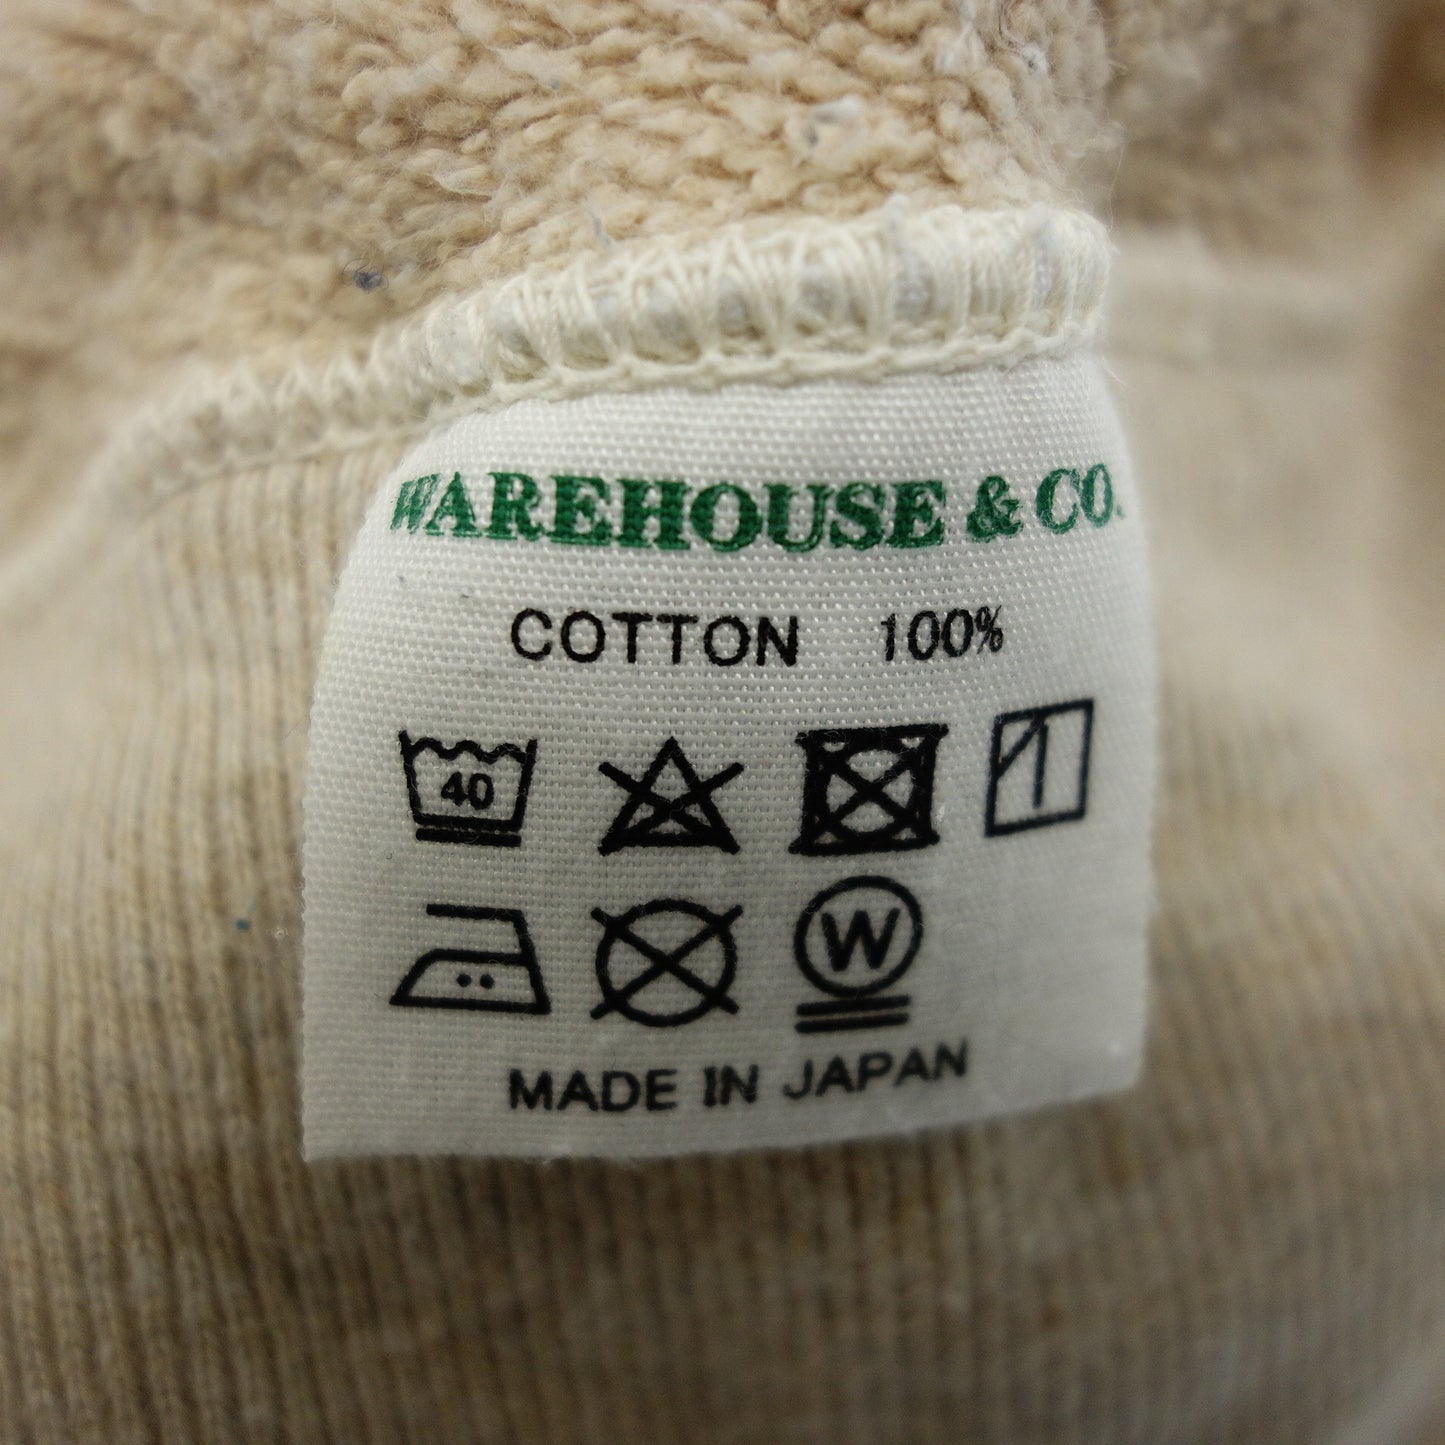 WAREHOUSE & CO.
COTTON 100%
40
W
MADE IN JAPAN